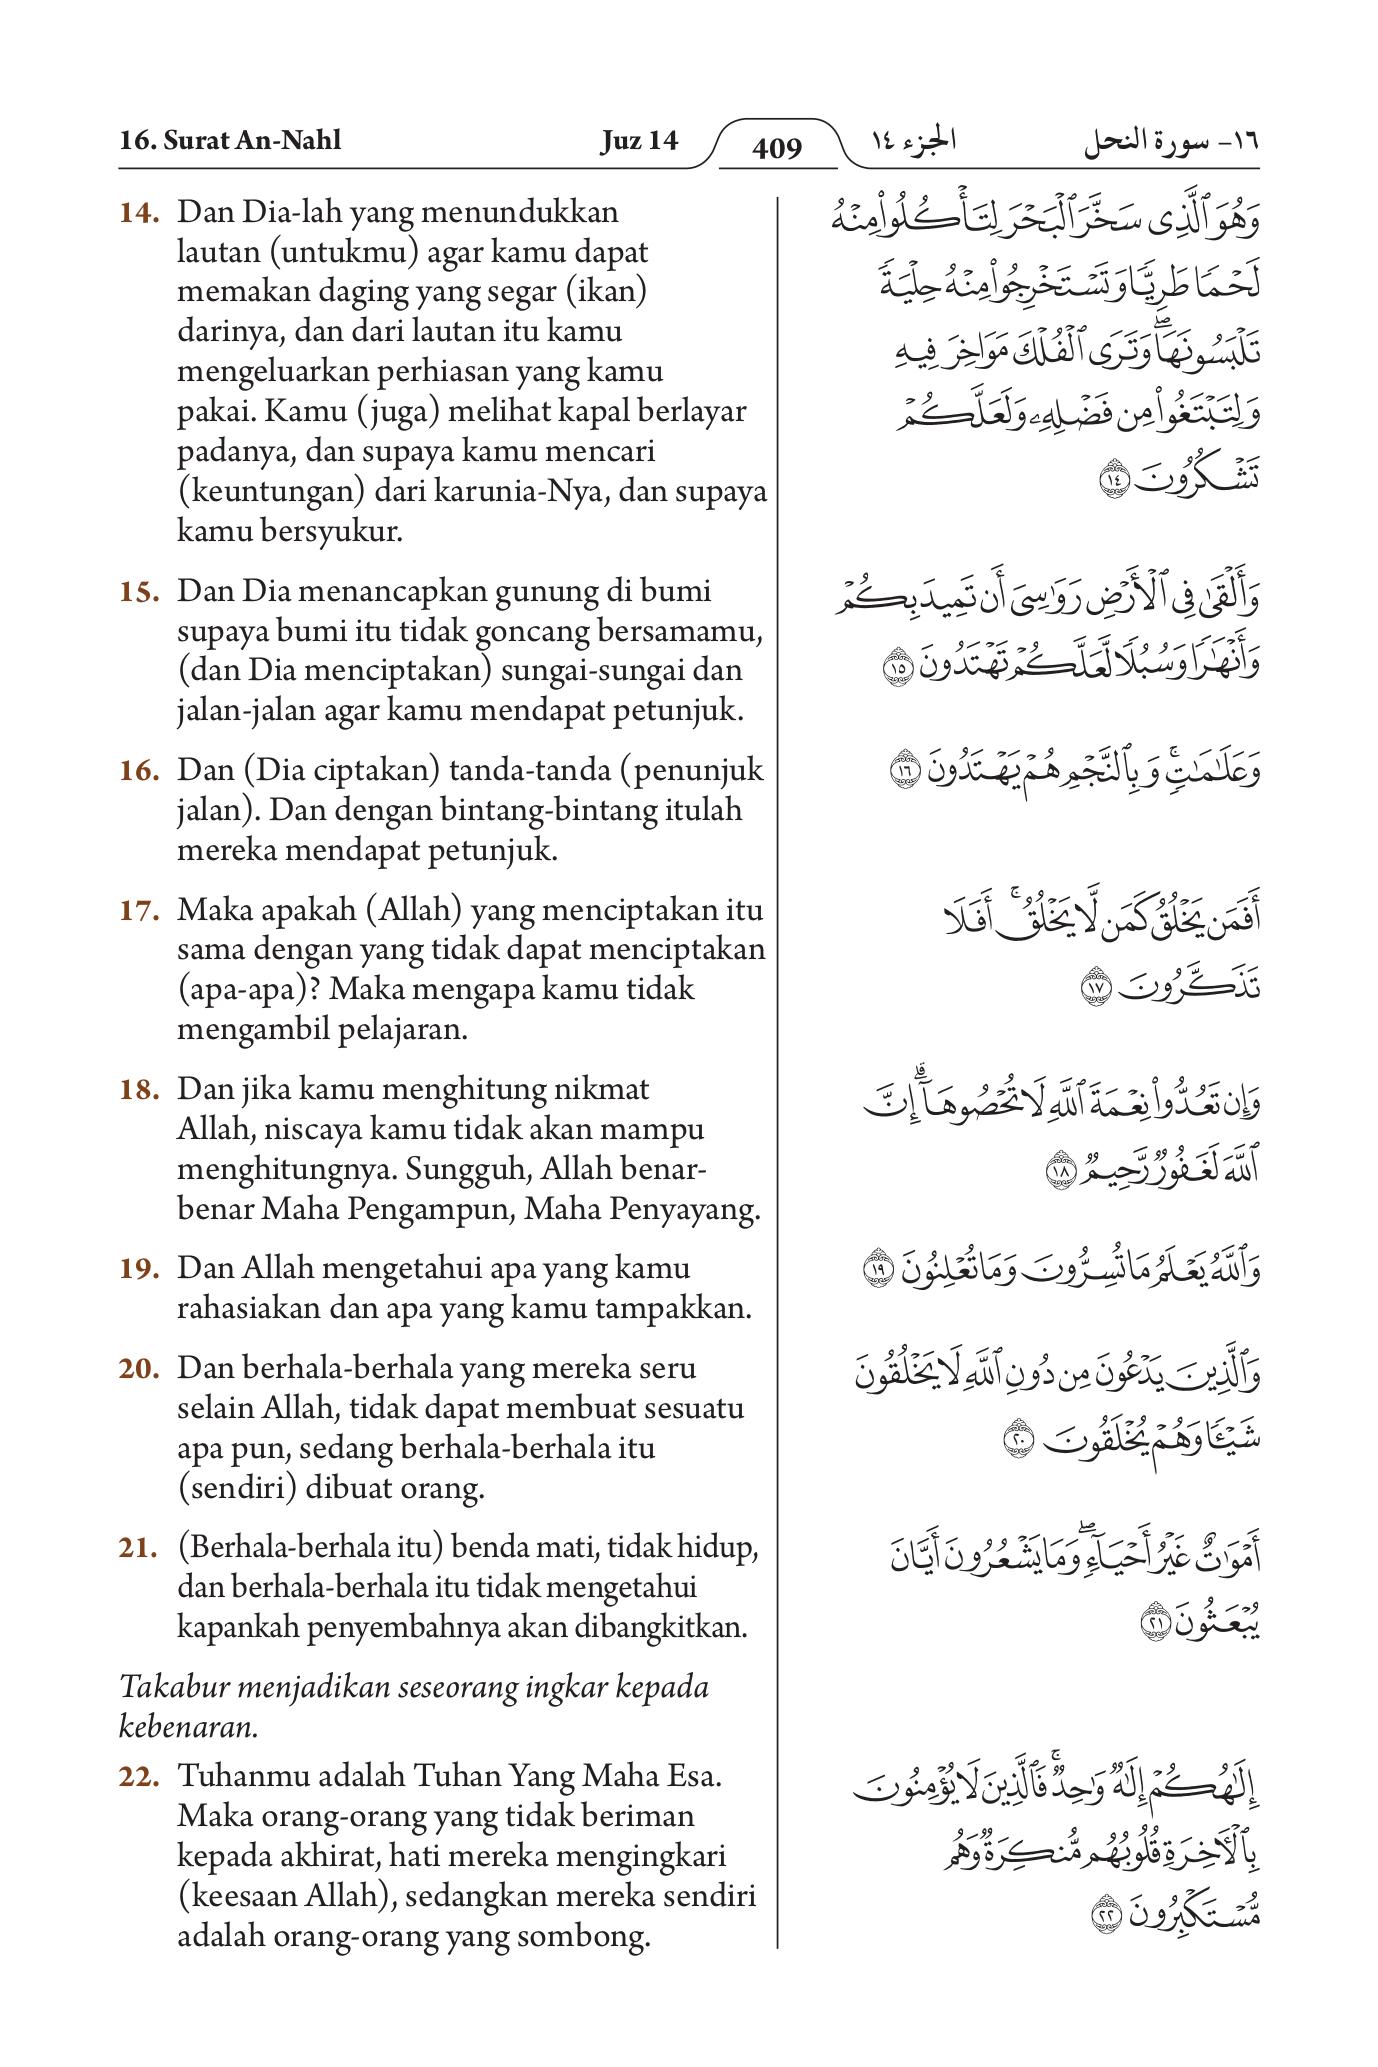 16. Surat An-Nahl
Juz 14
409
الجزء ١٤
١٦- سورة النحل
14. Dan Dia-lah yang menundukkan
lautan (untukmu) agar kamu dapat
memakan daging yang segar (ikan)
darinya, dan dari lautan itu kamu
mengeluarkan perhiasan yang kamu
pakai. Kamu (juga) melihat kapal berlayar
padanya, dan supaya kamu mencari
(keuntungan) dari karunia-Nya, dan supaya
kamu bersyukur.
15. Dan Dia menancapkan gunung di bumi
supaya bumi itu tidak goncang bersamamu,
(dan Dia menciptakan) sungai-sungai dan
jalan-jalan agar kamu mendapat petunjuk.
16. Dan (Dia ciptakan) tanda-tanda (penunjuk
jalan). Dan dengan bintang-bintang itulah
mereka mendapat petunjuk.
17. Maka apakah (Allah) yang menciptakan itu
sama dengan yang tidak dapat menciptakan
(apa-apa)? Maka mengapa kamu tidak
mengambil pelajaran.
18. Dan jika kamu menghitung nikmat
Allah, niscaya kamu tidak akan mampu
menghitungnya. Sungguh, Allah benar-
benar Maha Pengampun, Maha Penyayang.
19. Dan Allah mengetahui apa yang kamu
rahasiakan dan apa yang kamu tampakkan.
20. Dan berhala-berhala yang mereka seru
selain Allah, tidak dapat membuat sesuatu
apa pun, sedang berhala-berhala itu
(sendiri) dibuat orang.
21. (Berhala-berhala itu) benda mati, tidak hidup,
dan berhala-berhala itu tidak mengetahui
kapankah penyembahnya akan dibangkitkan.
Takabur menjadikan seseorang ingkar kepada
kebenaran.
22. Tuhanmu adalah Tuhan Yang Maha Esa.
Maka orang-orang yang tidak beriman
kepada akhirat, hati mereka mengingkari
(keesaan Allah), sedangkan mereka sendiri
adalah orang-orang yang sombong.
وَهُوَ ٱلَّذِى سَخَّرَ ٱلْبَحْرَ لِتَأْكُلُوا۟ مِنْهُ
لَحْمًا طَرِيًّا وَتَسْتَخْرِجُوا۟ مِنْهُ حِلْيَةً
تَلْبَسُونَهَا ۖ وَتَرَى ٱلْفُلْكَ مَوَاخِرَ فِيهِ
وَلِتَبْتَغُوا۟ مِن فَضْلِهِۦ وَلَعَلَّكُمْ
تَشْكُرُونَ ١٤
وَأَلْقَىٰ فِى ٱلْأَرْضِ رَوَٰسِىَ أَن تَمِيدَ بِكُمْ
وَأَنْهَٰرًا وَسُبُلًا لَّعَلَّكُمْ تَهْتَدُونَ ١٥
وَعَلَٰمَٰتٍ ۚ وَبِٱلنَّجْمِ هُمْ يَهْتَدُونَ ١٦
أَفَمَن يَخْلُقُ كَمَن لَّا يَخْلُقُ ۚ أَفَلَا
تَذَكَّرُونَ ١٧
وَإِن تَعُدُّوا۟ نِعْمَةَ ٱللَّهِ لَا تُحْصُوهَآ ۗ إِنَّ
ٱللَّهَ لَغَفُورٌ رَّحِيمٌ ١٨
وَٱللَّهُ يَعْلَمُ مَا تُسِرُّونَ وَمَا تُعْلِنُونَ ١٩
وَٱلَّذِينَ يَدْعُونَ مِن دُونِ ٱللَّهِ لَا يَخْلُقُونَ
شَيْـًٔا وَهُمْ يُخْلَقُونَ ٢٠
أَمْوَٰتٌ غَيْرُ أَحْيَآءٍ ۖ وَمَا يَشْعُرُونَ أَيَّانَ
يُبْعَثُونَ ٢١
إِلَٰهُكُمْ إِلَٰهٌ وَٰحِدٌ ۚ فَٱلَّذِينَ لَا يُؤْمِنُونَ
بِٱلْـَٔاخِرَةِ قُلُوبُهُم مُّنكِرَةٌ وَهُم
مُّسْتَكْبِرُونَ ٢٢